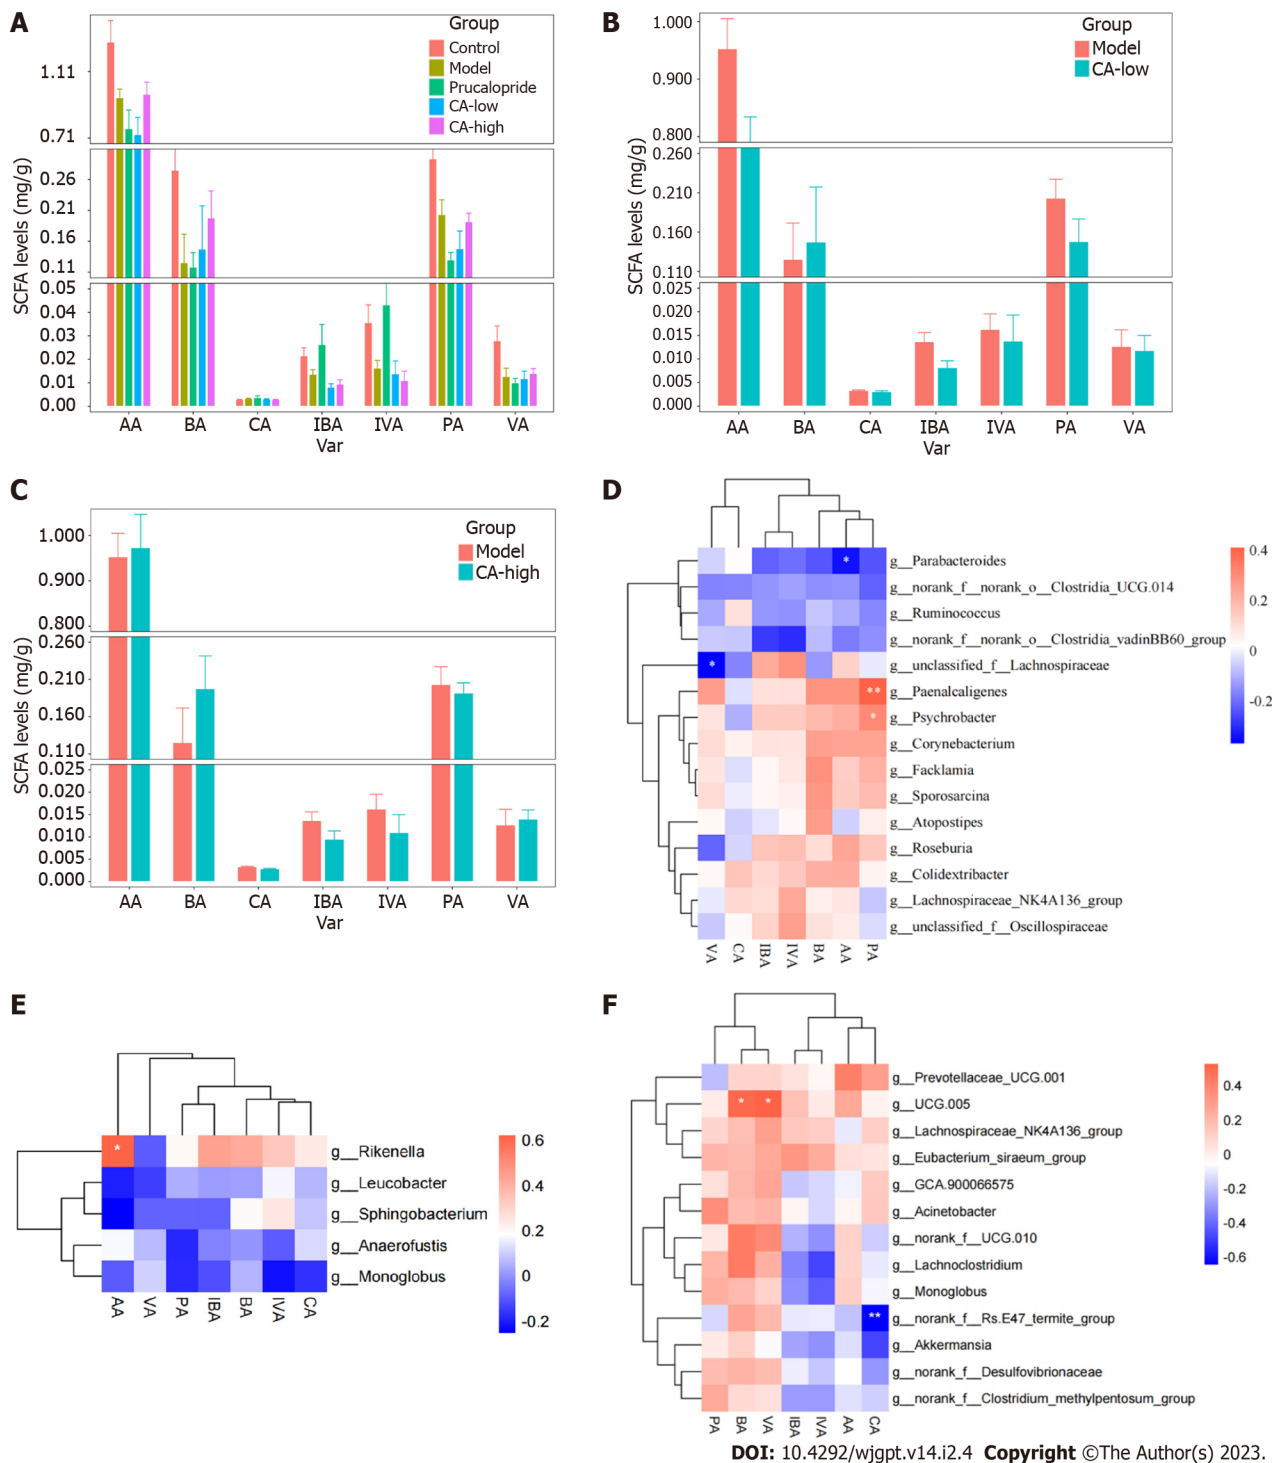 A
Group
Control
Model
Prucalopride
CA-low
CA-high
SCFA levels (mg/g)
1.11
0.71
0.26
0.21
0.16
0.11
0.05
0.04
0.03
0.02
0.01
0.00
AA BA CA IBA IVA PA VA
Var
B
Group
Model
CA-low
SCFA levels (mg/g)
1.000
0.900
0.800
0.260
0.210
0.160
0.110
0.025
0.020
0.015
0.010
0.005
0.000
AA BA CA IBA IVA PA VA
Var
C
Group
Model
CA-high
SCFA levels (mg/g)
1.000
0.900
0.800
0.260
0.210
0.160
0.110
0.025
0.020
0.015
0.010
0.005
0.000
AA BA CA IBA IVA PA VA
Var
D
g__Parabacteroides
g__norank_f__norank_o__Clostridia_UCG.014
g__Ruminococcus
g__norank_f__norank_o__Clostridia_vadinBB60_group
g__unclassified_f__Lachnospiraceae
g__Paenalcaligenes
g__Psychrobacter
g__Corynebacterium
g__Facklamia
g__Sporosarcina
g__Atopostipes
g__Roseburia
g__Colidextribacter
g__Lachnospiraceae_NK4A136_group
g__unclassified_f__Oscillospiraceae
*
*
**
*
VA CA IBA IVA BA AA PA
0.4
0.2
0
-0.2
E
g__Rikenella
g__Leucobacter
g__Sphingobacterium
g__Anaerofustis
g__Monoglobus
*
AA VA PA IBA BA IVA CA
0.6
0.4
0.2
0
-0.2
F
g__Prevotellaceae_UCG.001
g__UCG.005
g__Lachnospiraceae_NK4A136_group
g__Eubacterium_siraeum_group
g__GCA.900066575
g__Acinetobacter
g__norank_f__UCG.010
g__Lachnoclostridium
g__Monoglobus
g__norank_f__Rs.E47_termite_group
g__Akkermansia
g__norank_f__Desulfovibrionaceae
g__norank_f__Clostridium_methylpentosum_group
* *
**
PA BA VA IBA IVA AA CA
0.4
0.2
0
-0.2
-0.4
-0.6
DOI: 10.4292/wjgpt.v14.i2.4 Copyright ©The Author(s) 2023.